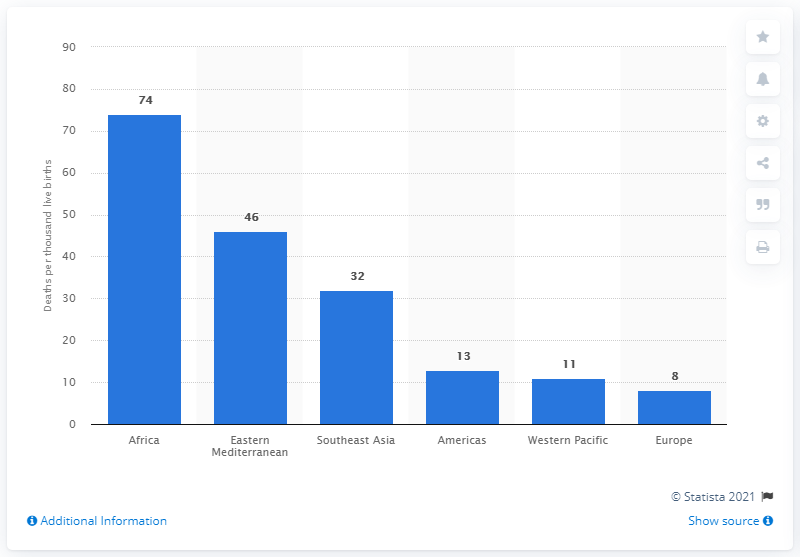 90
80
70
60
50
40
30
20
10
0
Deaths per thousand live births
74
46
32
13
11
8
Africa
Eastern
Mediterranean
Southeast Asia
Americas
Western Pacific
Europe
© Statista 2021
Additional Information
Show source